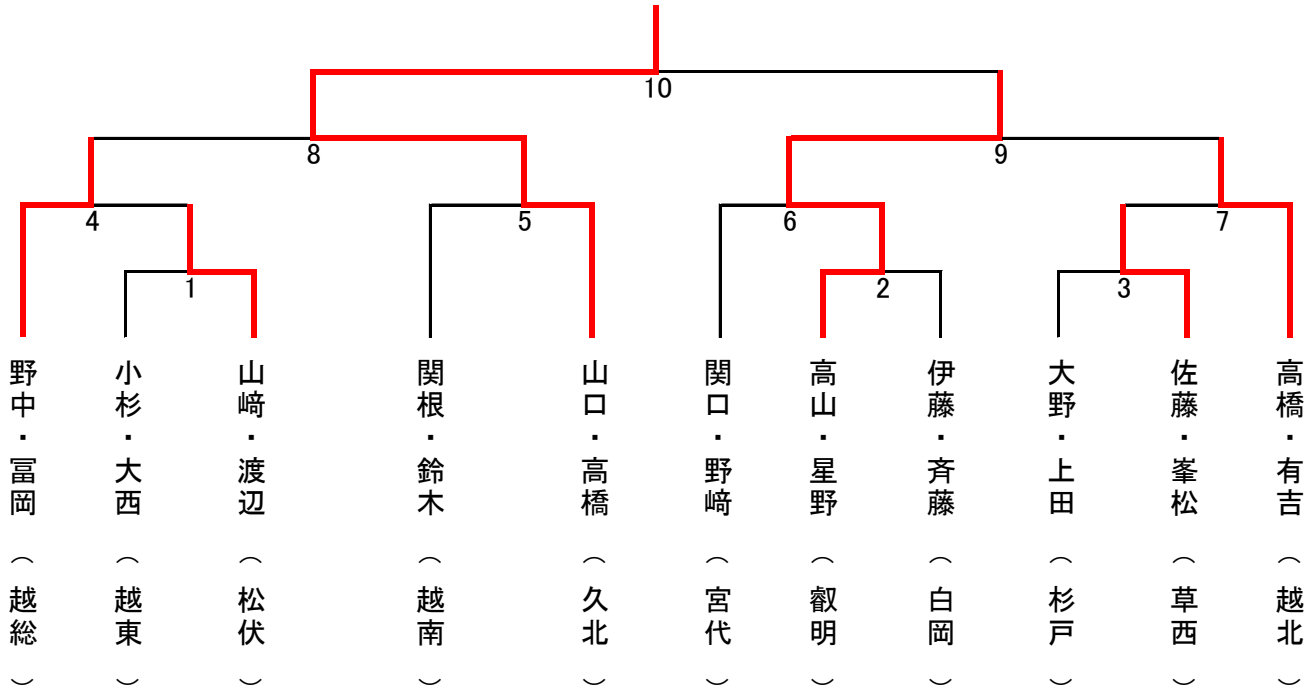 10
8
9
4
5
6
7
1
2
3
野中・冨岡（越総）
小杉・大西（越東）
山﨑・渡辺（松伏）
関根・鈴木（越南）
山口・高橋（久北）
関口・野﨑（宮代）
高山・星野（叡明）
伊藤・斉藤（白岡）
大野・上田（杉戸）
佐藤・峯松（草西）
高橋・有吉（越北）